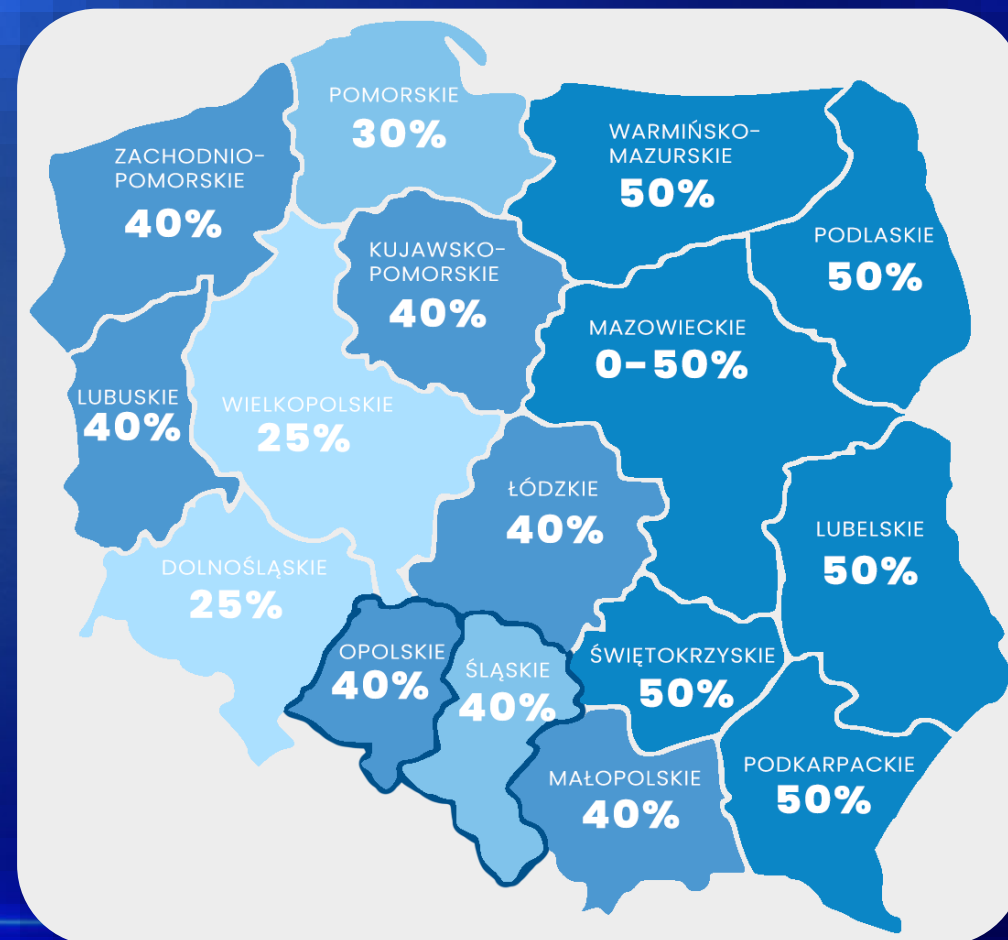 POMORSKIE
30%
ZACHODNIO-
POMORSKIE
40%
WARMIŃSKO-
MAZURSKIE
50%
PODLASKIE
50%
KUJAWSKO-
POMORSKIE
40%
MAZOWIECKIE
0-50%
LUBUSKIE
40%
WIELKOPOLSKIE
25%
ŁÓDZKIE
40%
LUBELSKIE
50%
DOLNOŚLĄSKIE
25%
OPOLSKIE
40%
ŚLĄSKIE
40%
ŚWIĘTOKRZYSKIE
50%
MAŁOPOLSKIE
40%
PODKARPACKIE
50%